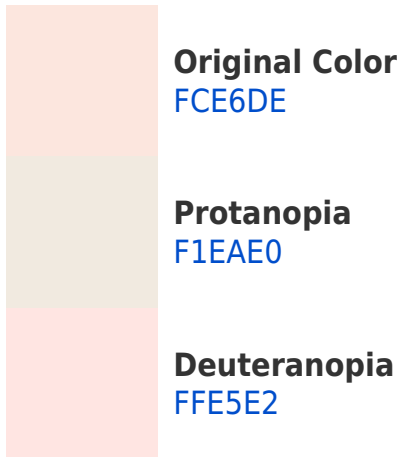 Original Color
FCE6DE
Protanopia
F1EAE0
Deuteranopia
FFE5E2